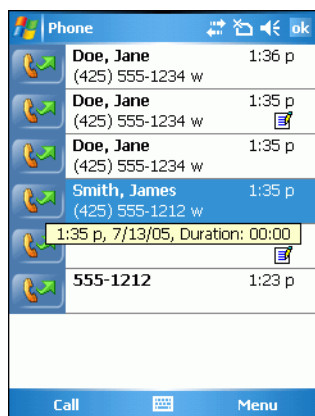 Phone ok
Doe, Jane 1:36 p
(425) 555-1234 w
Doe, Jane 1:35 p
(425) 555-1234 w
Doe, Jane 1:35 p
(425) 555-1234 w
Smith, James 1:35 p
(425) 555-1212 w
1:35 p, 7/13/05, Duration: 00:00
555-1212 1:23 p
Call Menu